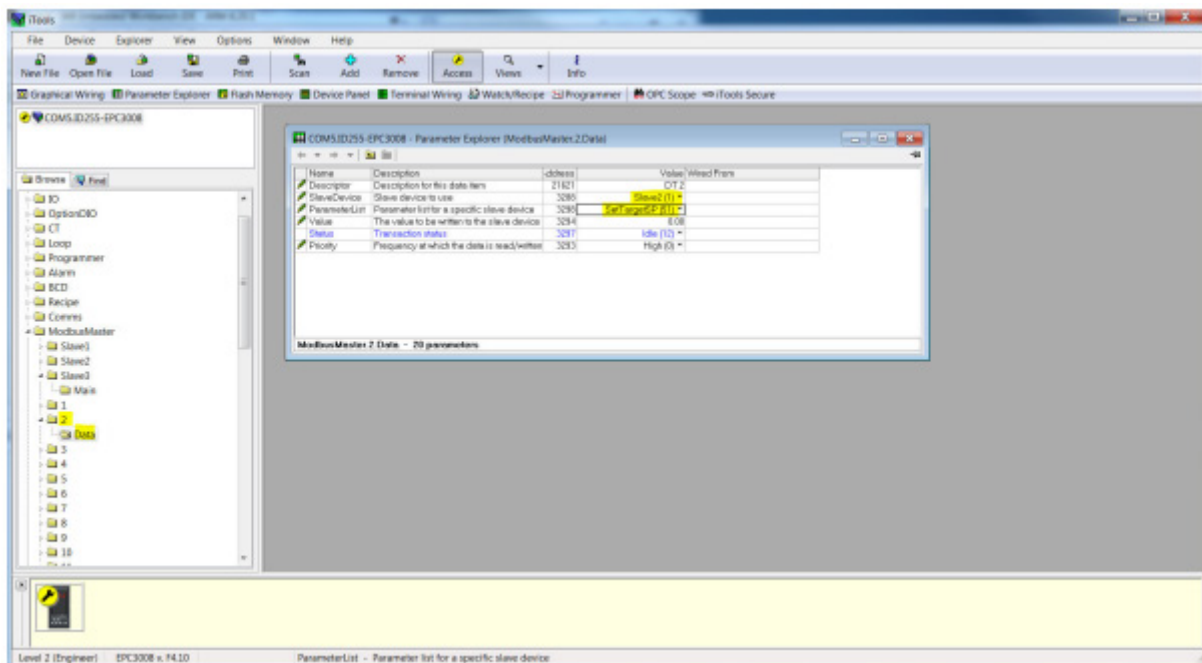 iTools
File Device Explorer View Options Window Help
New File Open File Load Save Print Scan Add Remove Access Views Info
Graphical Wiring Parameter Explorer Flash Memory Device Panel Terminal Wiring Watch/Recipe Programmer OPC Scope iTools Secure
COM5.ID255-EPC3008
Browse Find
IO
OptionDIO
CT
Loop
Programmer
Alarm
BCD
Recipe
Comms
ModbusMaster
Slave1
Slave2
Slave3
Main
1
2
Data
3
4
5
6
7
8
9
10
COM5.ID255-EPC3008 - Parameter Explorer (ModbusMaster.2.Data)
Name Description ddress Value Wired From
Descriptor Description for this data item 21621 DT 2
SlaveDevice Slave device to use Slave2 (1)
ParameterList Parameter list for a specific slave device SetTargetSP
Value The value to be written to the slave device 3294 0.00
Status Transaction status 3297 Idle (12)
Priority Frequency at which the data is read/written 3293 High (0)
ModbusMaster.2.Data - 20 parameters
Level 2 (Engineer) EPC3008 v. F4.10 ParameterList - Parameter list for a specific slave device